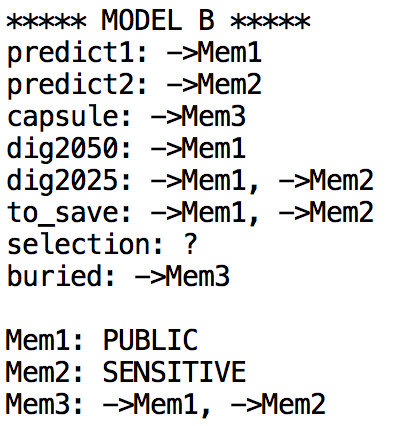 ***** MODEL B *****
predict1: ->Mem1
predict2: ->Mem2
capsule: ->Mem3
dig2050: ->Mem1
dig2025: ->Mem1, ->Mem2
to_save: ->Mem1, ->Mem2
selection: ?
buried: ->Mem3

Mem1: PUBLIC
Mem2: SENSITIVE
Mem3: ->Mem1, ->Mem2